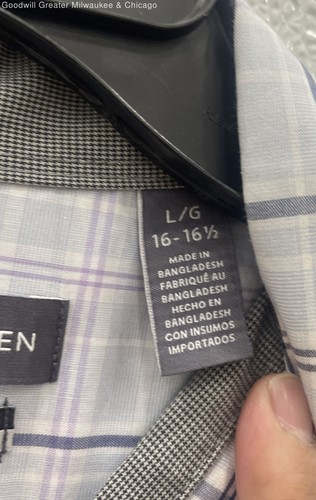 Goodwill Greater Milwaukee & Chicago
L/G
16-16½
MADE IN
BANGLADESH
FABRIQUÉ AU
BANGLADESH
HECHO EN
BANGLADESH
CON INSUMOS
IMPORTADOS
EN